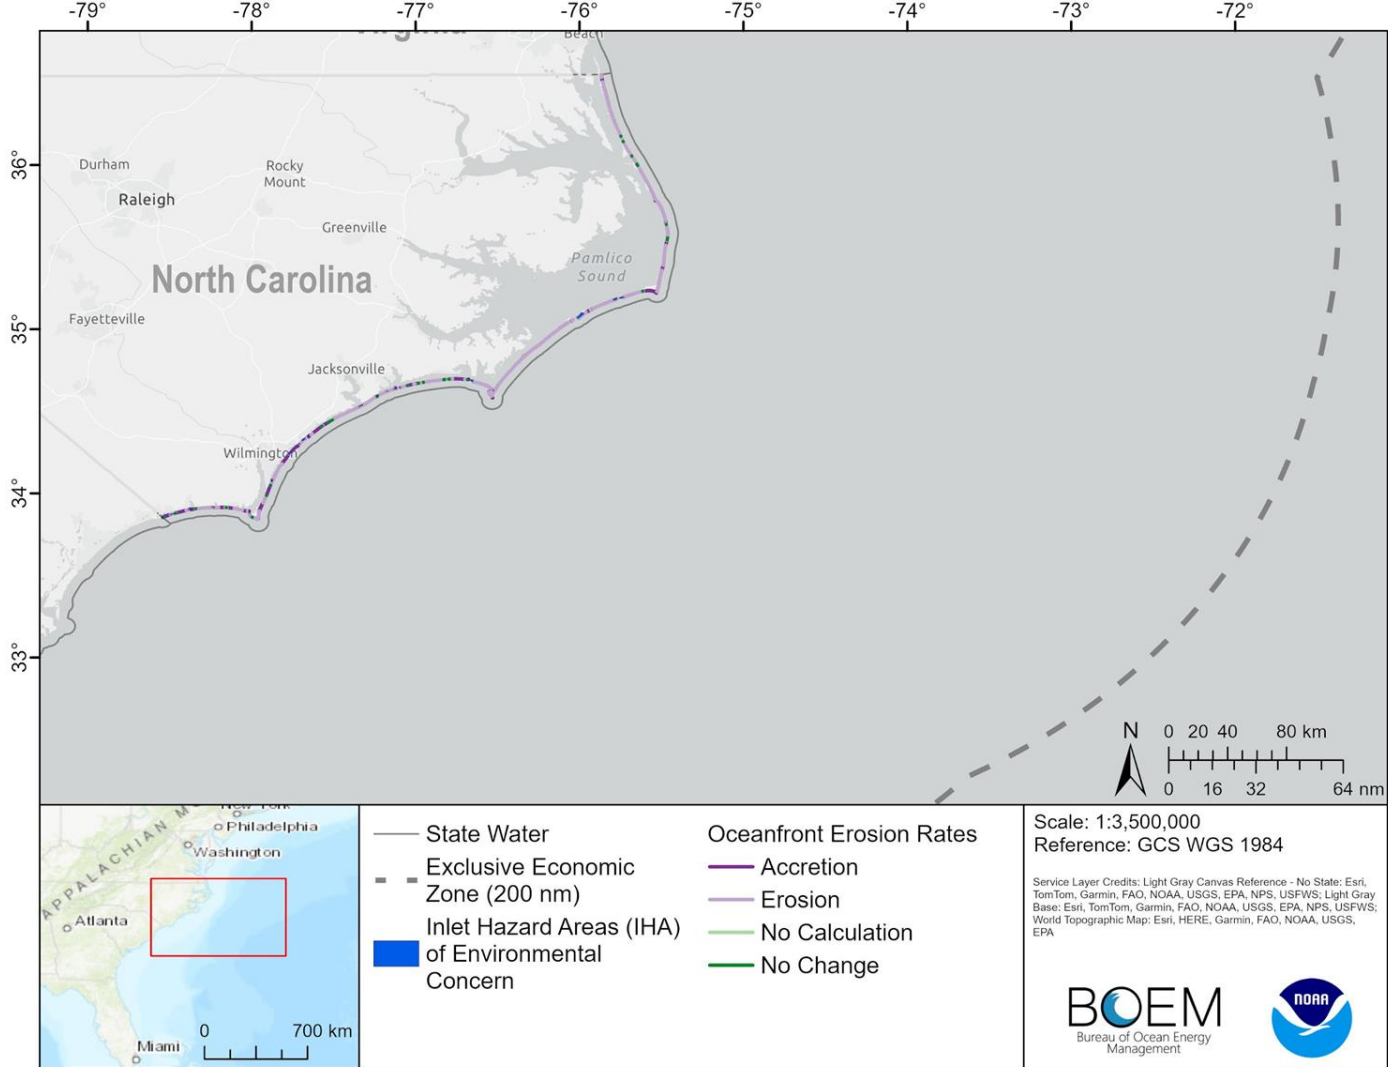 -79°
-78°
-77°
-76°
-75°
-74°
-73°
-72°
Virginia
Beach
36°
35°
34°
33°
Durham
Rocky
Mount
Raleigh
Greenville
Pamlico
Sound
North Carolina
Fayetteville
Jacksonville
Wilmington
N
0 20 40 80 km
0 16 32 64 nm
New York
Philadelphia
Washington
APPALACHIAN M
Atlanta
Miami
0 700 km
State Water
Exclusive Economic
Zone (200 nm)
Inlet Hazard Areas (IHA)
of Environmental
Concern
Oceanfront Erosion Rates
Accretion
Erosion
No Calculation
No Change
Scale: 1:3,500,000
Reference: GCS WGS 1984
Service Layer Credits: Light Gray Canvas Reference - No State: Esri,
TomTom, Garmin, FAO, NOAA, USGS, EPA, NPS, USFWS; Light Gray
Base: Esri, TomTom, Garmin, FAO, NOAA, USGS, EPA, NPS, USFWS;
World Topographic Map: Esri, HERE, Garmin, FAO, NOAA, USGS,
EPA
BOEM
Bureau of Ocean Energy
Management
NOAA